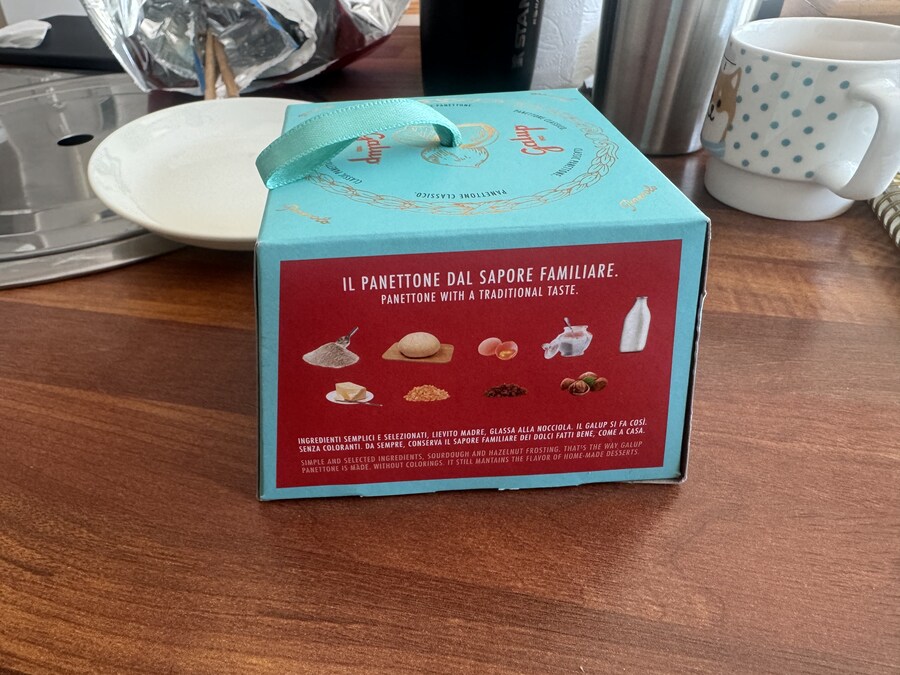 Galup
Galup
PANETTONE CLASSICO.
IL PANETTONE DAL SAPORE FAMILIARE.
PANETTONE WITH A TRADITIONAL TASTE.
INGREDIENTI SEMPLICI E SELEZIONATI, LIEVITO MADRE, GLASSA ALLA NOCCIOLA. IL GALUP SI FA COSÌ.
SENZA COLORANTI. DA SEMPRE, CONSERVA IL SAPORE FAMILIARE DEI DOLCI FATTI BENE, COME A CASA.
SIMPLE AND SELECTED INGREDIENTS, SOURDOUGH AND HAZELNUT FROSTING. THAT'S THE WAY GALUP
PANETTONE IS MADE. WITHOUT COLORINGS. IT STILL MANTAINS THE FLAVOR OF HOME-MADE DESSERTS.